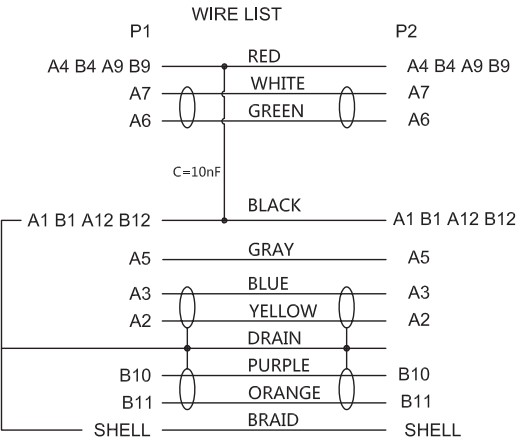 WIRE LIST
P1 P2
A4 B4 A9 B9 RED A4 B4 A9 B9
A7 WHITE A7
A6 GREEN A6
C=10nF
A1 B1 A12 B12 BLACK A1 B1 A12 B12
A5 GRAY A5
A3 BLUE A3
A2 YELLOW A2
DRAIN
B10 PURPLE B10
B11 ORANGE B11
SHELL BRAID SHELL